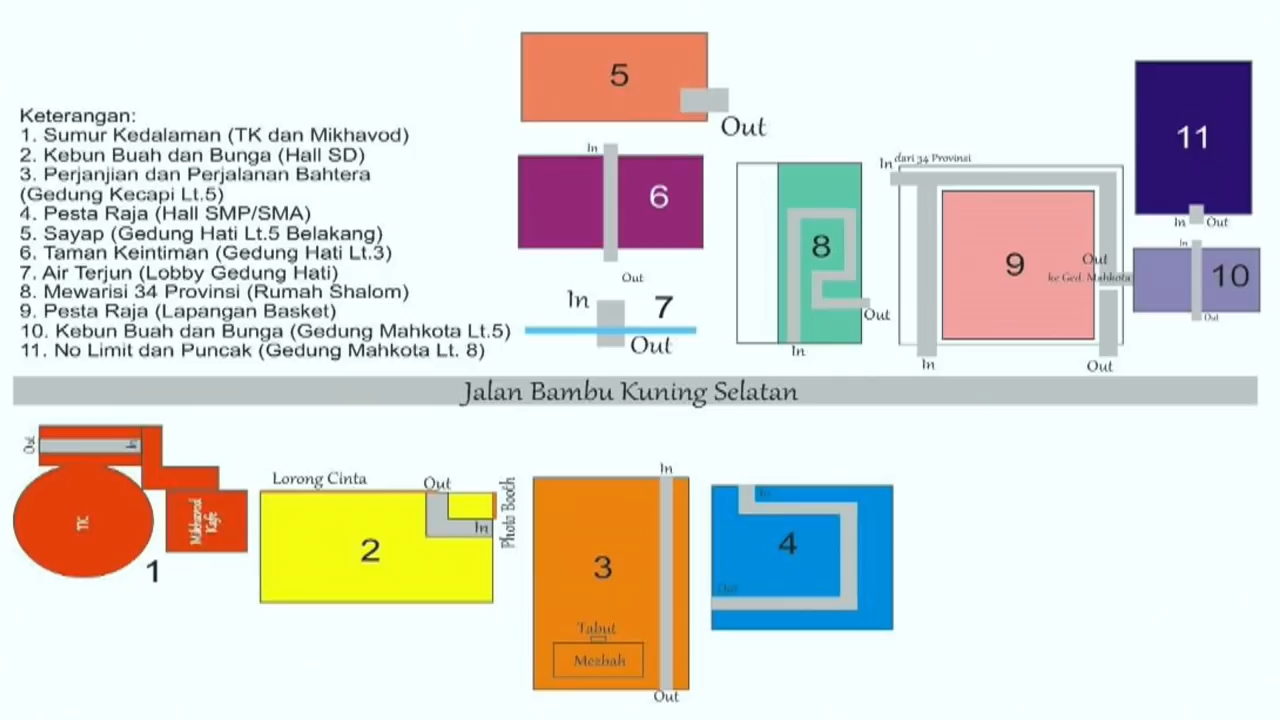 Keterangan:
1. Sumur Kedalaman (TK dan Mikhavod)
2. Kebun Buah dan Bunga (Hall SD)
3. Perjanjian dan Perjalanan Bahtera
(Gedung Kecapi Lt.5)
4. Pesta Raja (Hall SMP/SMA)
5. Sayap (Gedung Hati Lt.5 Belakang)
6. Taman Keintiman (Gedung Hati Lt.3)
7. Air Terjun (Lobby Gedung Hati)
8. Mewarisi 34 Provinsi (Rumah Shalom)
9. Pesta Raja (Lapangan Basket)
10. Kebun Buah dan Bunga (Gedung Mahkota Lt.5)
11. No Limit dan Puncak (Gedung Mahkota Lt. 8)
5
Out
In
6
Out
In
7
Out
8
Out
In
In dari 34 Provinsi
9
Out
ke Ged. Mahkota
In
Out
11
In Out
In
10
Out
Jalan Bambu Kuning Selatan
Out
In
TK
Mikhavod
Kafe
1
Lorong Cinta
Out
In
Photo Booth
2
In
3
Tabut
Mezbah
Out
In
4
Out